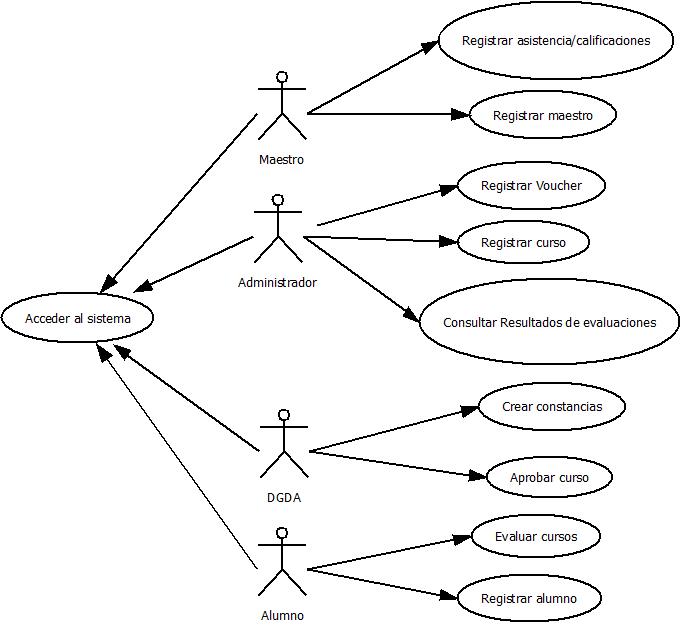 Registrar asistencia/calificaciones
Registrar maestro
Maestro
Registrar Voucher
Registrar curso
Administrador
Acceder al sistema
Consultar Resultados de evaluaciones
Crear constancias
Aprobar curso
DGDA
Evaluar cursos
Registrar alumno
Alumno